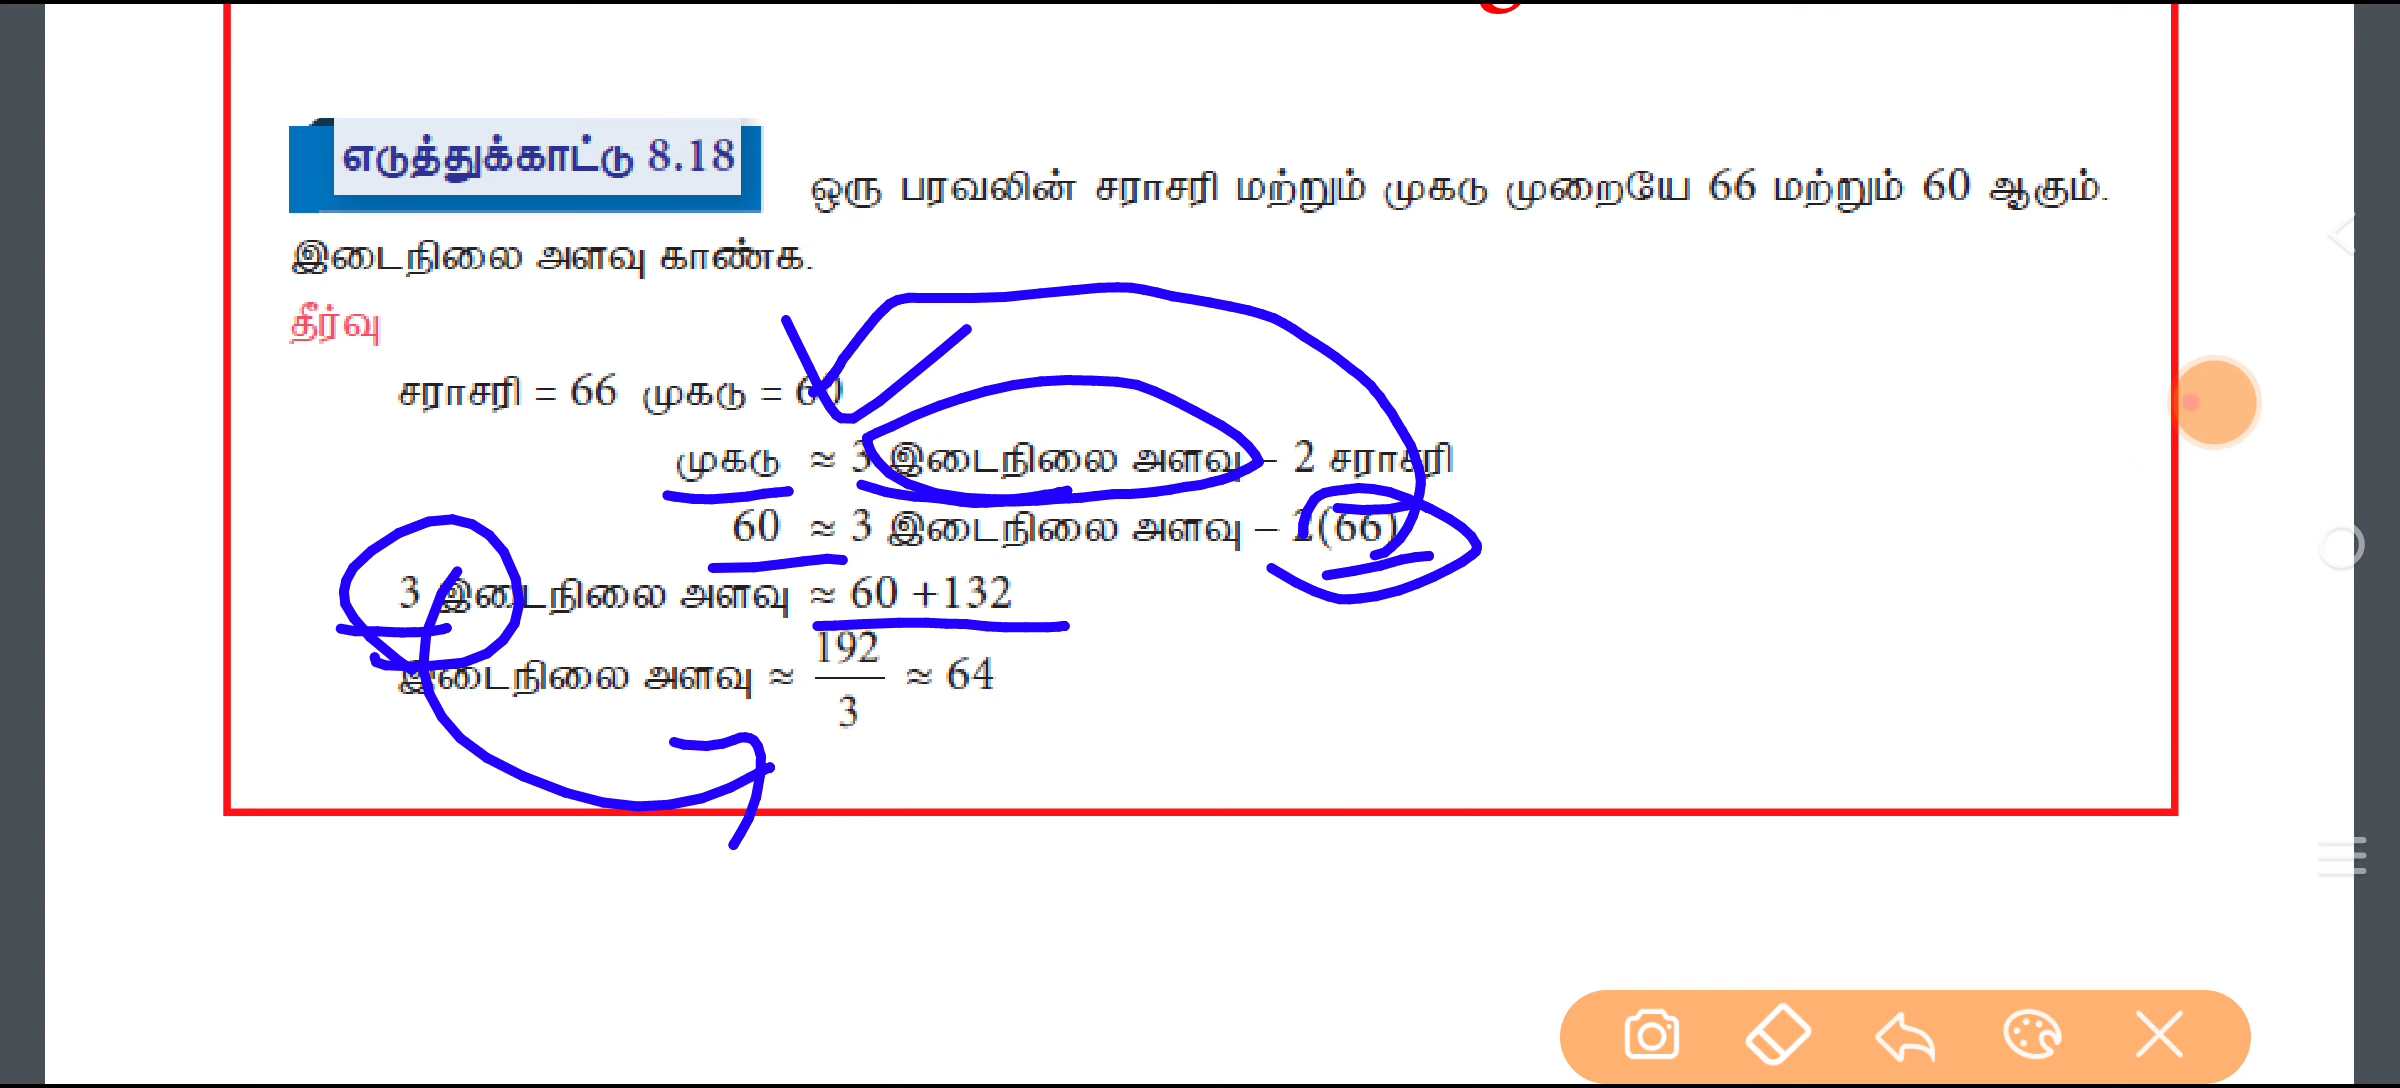 எடுத்துக்காட்டு 8.18
ஒரு பரவலின் சராசரி மற்றும் முகடு முறையே 66 மற்றும் 60 ஆகும்.
இடைநிலை அளவு காண்க.
தீர்வு
சராசரி = 66 முகடு = 60
முகடு ≈ 3 இடைநிலை அளவு – 2 சராசரி
60 ≈ 3 இடைநிலை அளவு – 2(66)
3 இடைநிலை அளவு ≈ 60 +132
இடைநிலை அளவு ≈ 192/3 ≈ 64